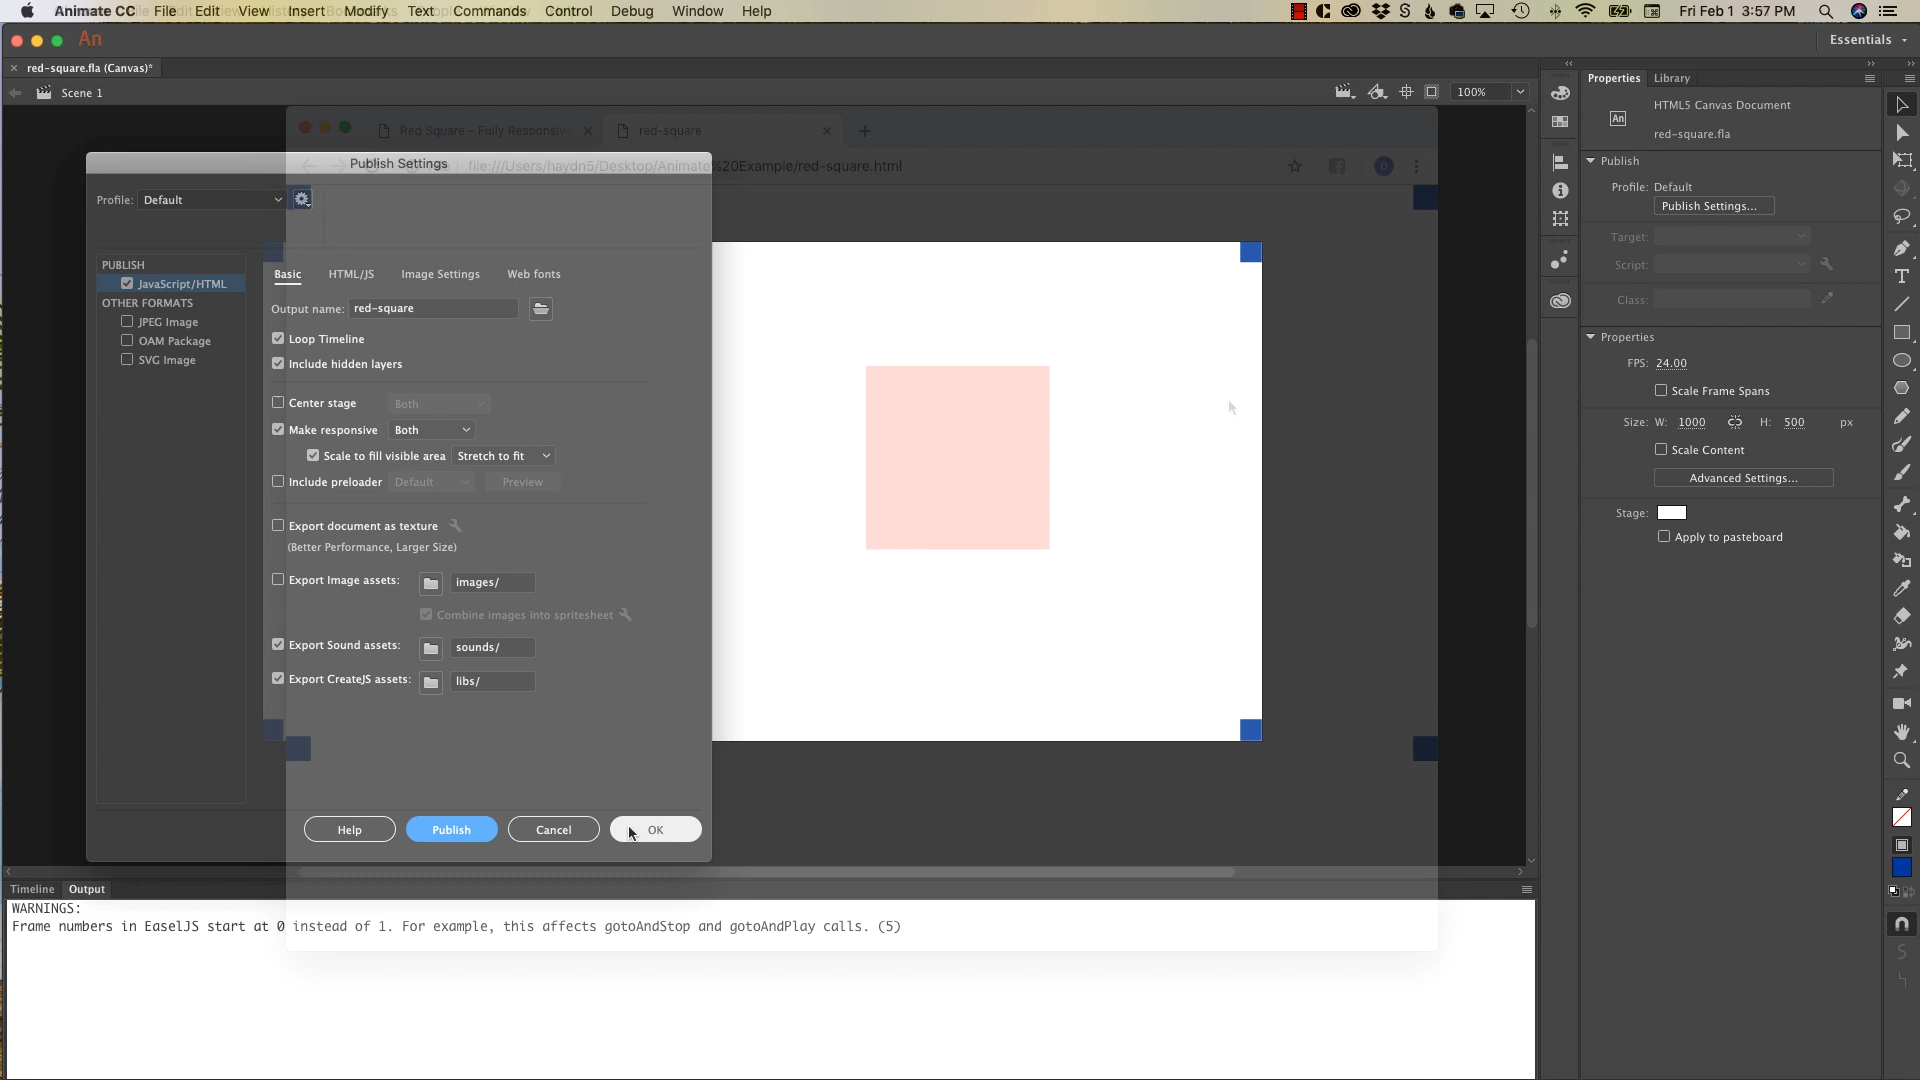 Animate CC File Edit View Insert Modify Text Commands Control Debug Window Help
Fri Feb 1 3:57 PM
An
Essentials
× red-square.fla (Canvas)*
Scene 1
100%
Red Square – Fully Responsiv ×
red-square ×
file:///Users/haydn5/Desktop/Animate%20Example/red-square.html
Publish Settings
Profile: Default
PUBLISH
JavaScript/HTML
OTHER FORMATS
JPEG Image
OAM Package
SVG Image
Basic HTML/JS Image Settings Web fonts
Output name: red-square
Loop Timeline
Include hidden layers
Center stage Both
Make responsive Both
Scale to fill visible area Stretch to fit
Include preloader Default Preview
Export document as texture
(Better Performance, Larger Size)
Export Image assets: images/
Combine images into spritesheet
Export Sound assets: sounds/
Export CreateJS assets: libs/
Help Publish Cancel OK
Timeline Output
WARNINGS:
Frame numbers in EaselJS start at 0 instead of 1. For example, this affects gotoAndStop and gotoAndPlay calls. (5)
Properties Library
HTML5 Canvas Document
An
red-square.fla
Publish
Profile: Default
Publish Settings...
Target:
Script:
Class:
Properties
FPS: 24.00
Scale Frame Spans
Size: W: 1000 H: 500 px
Scale Content
Advanced Settings...
Stage:
Apply to pasteboard